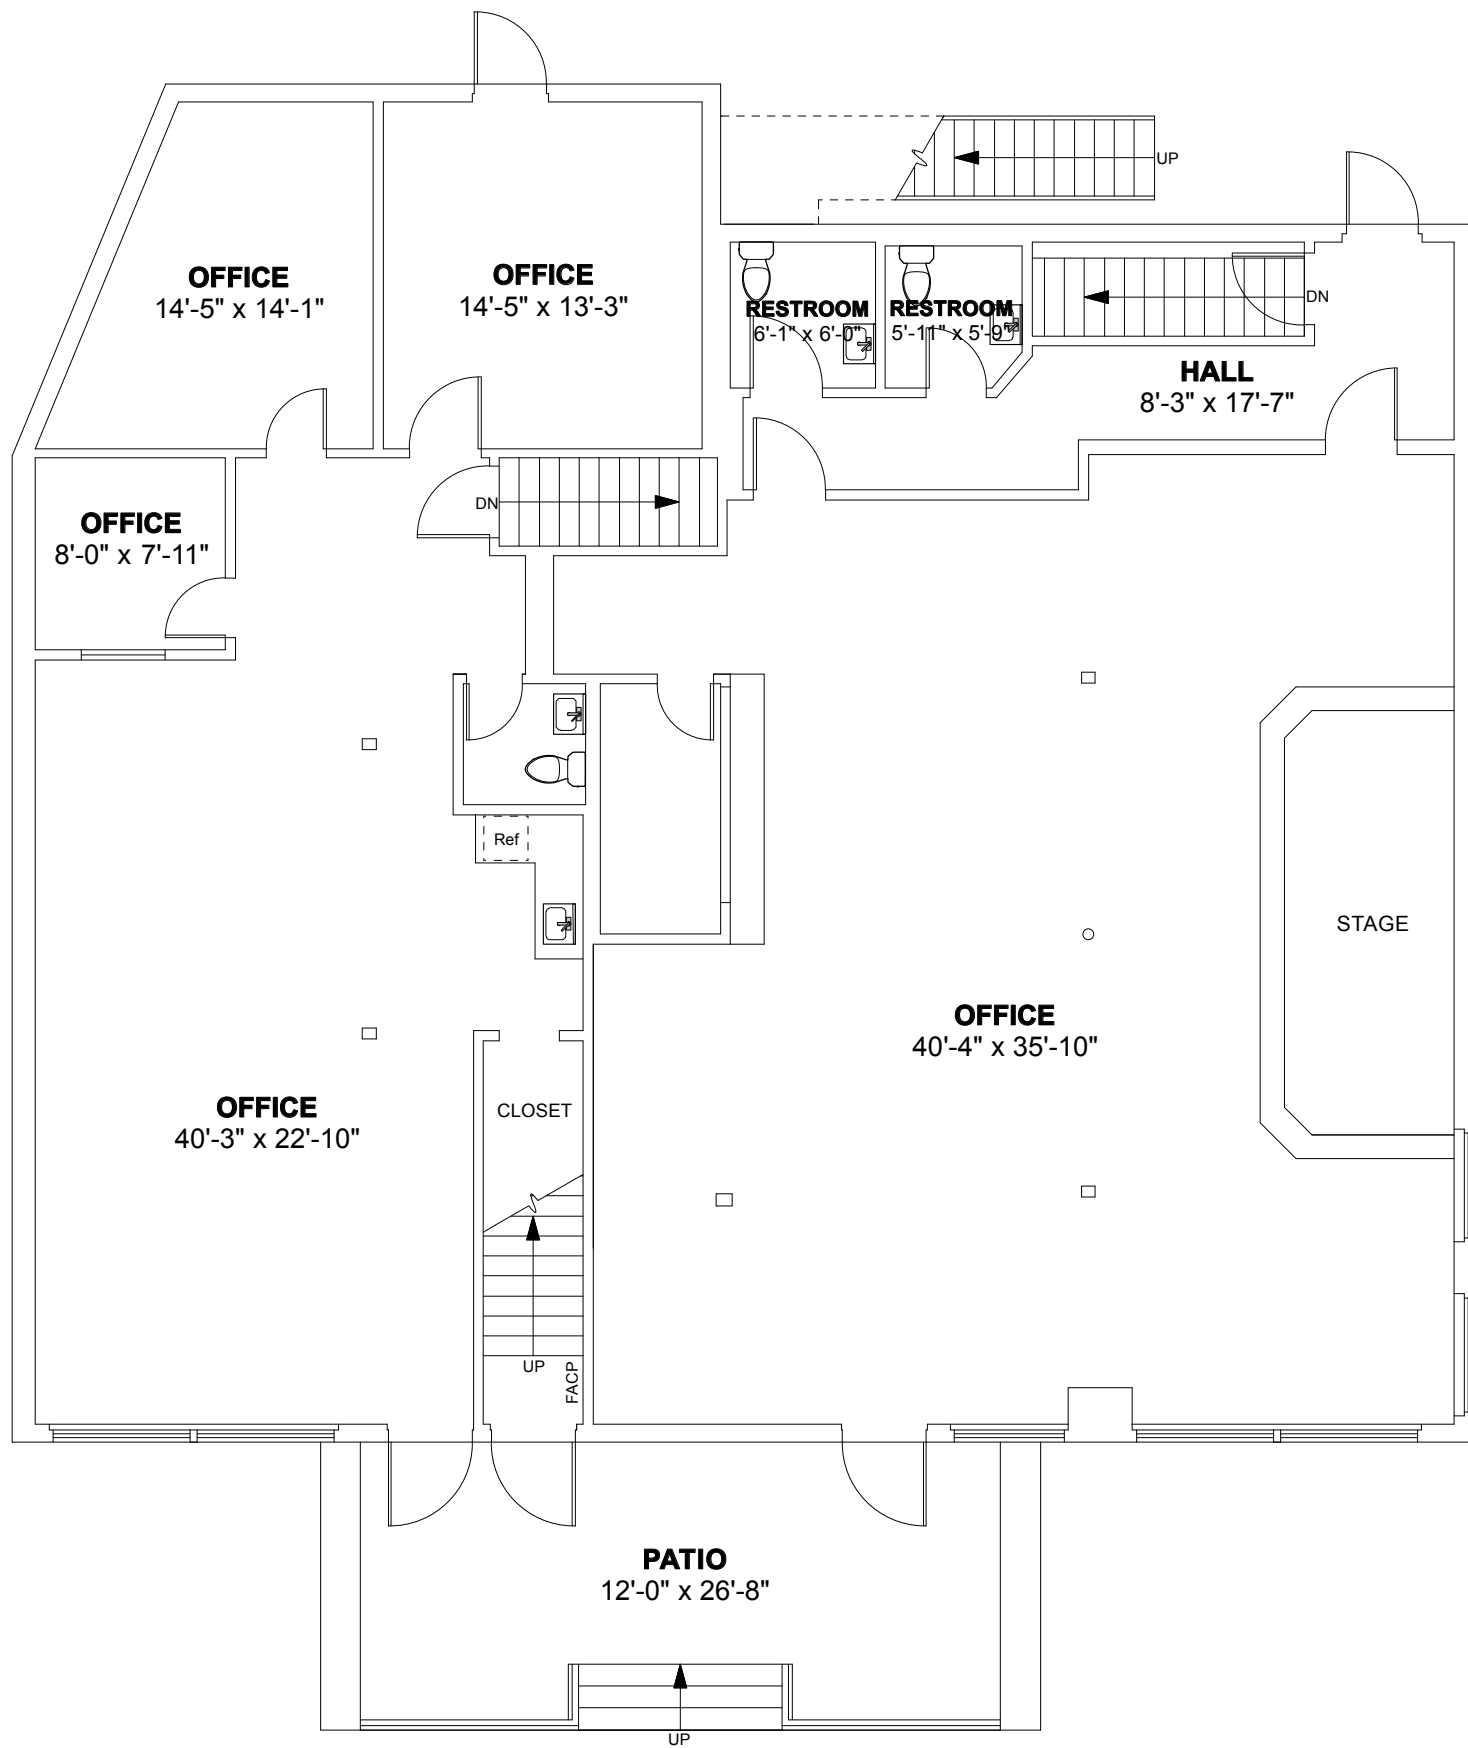 UP
OFFICE
14'-5" x 14'-1"
OFFICE
14'-5" x 13'-3"
RESTROOM
6'-1" x 6'-0"
RESTROOM
5'-11" x 5'-9"
DN
HALL
8'-3" x 17'-7"
OFFICE
8'-0" x 7'-11"
DN
Ref
STAGE
OFFICE
40'-4" x 35'-10"
OFFICE
40'-3" x 22'-10"
CLOSET
UP
FACP
PATIO
12'-0" x 26'-8"
UP